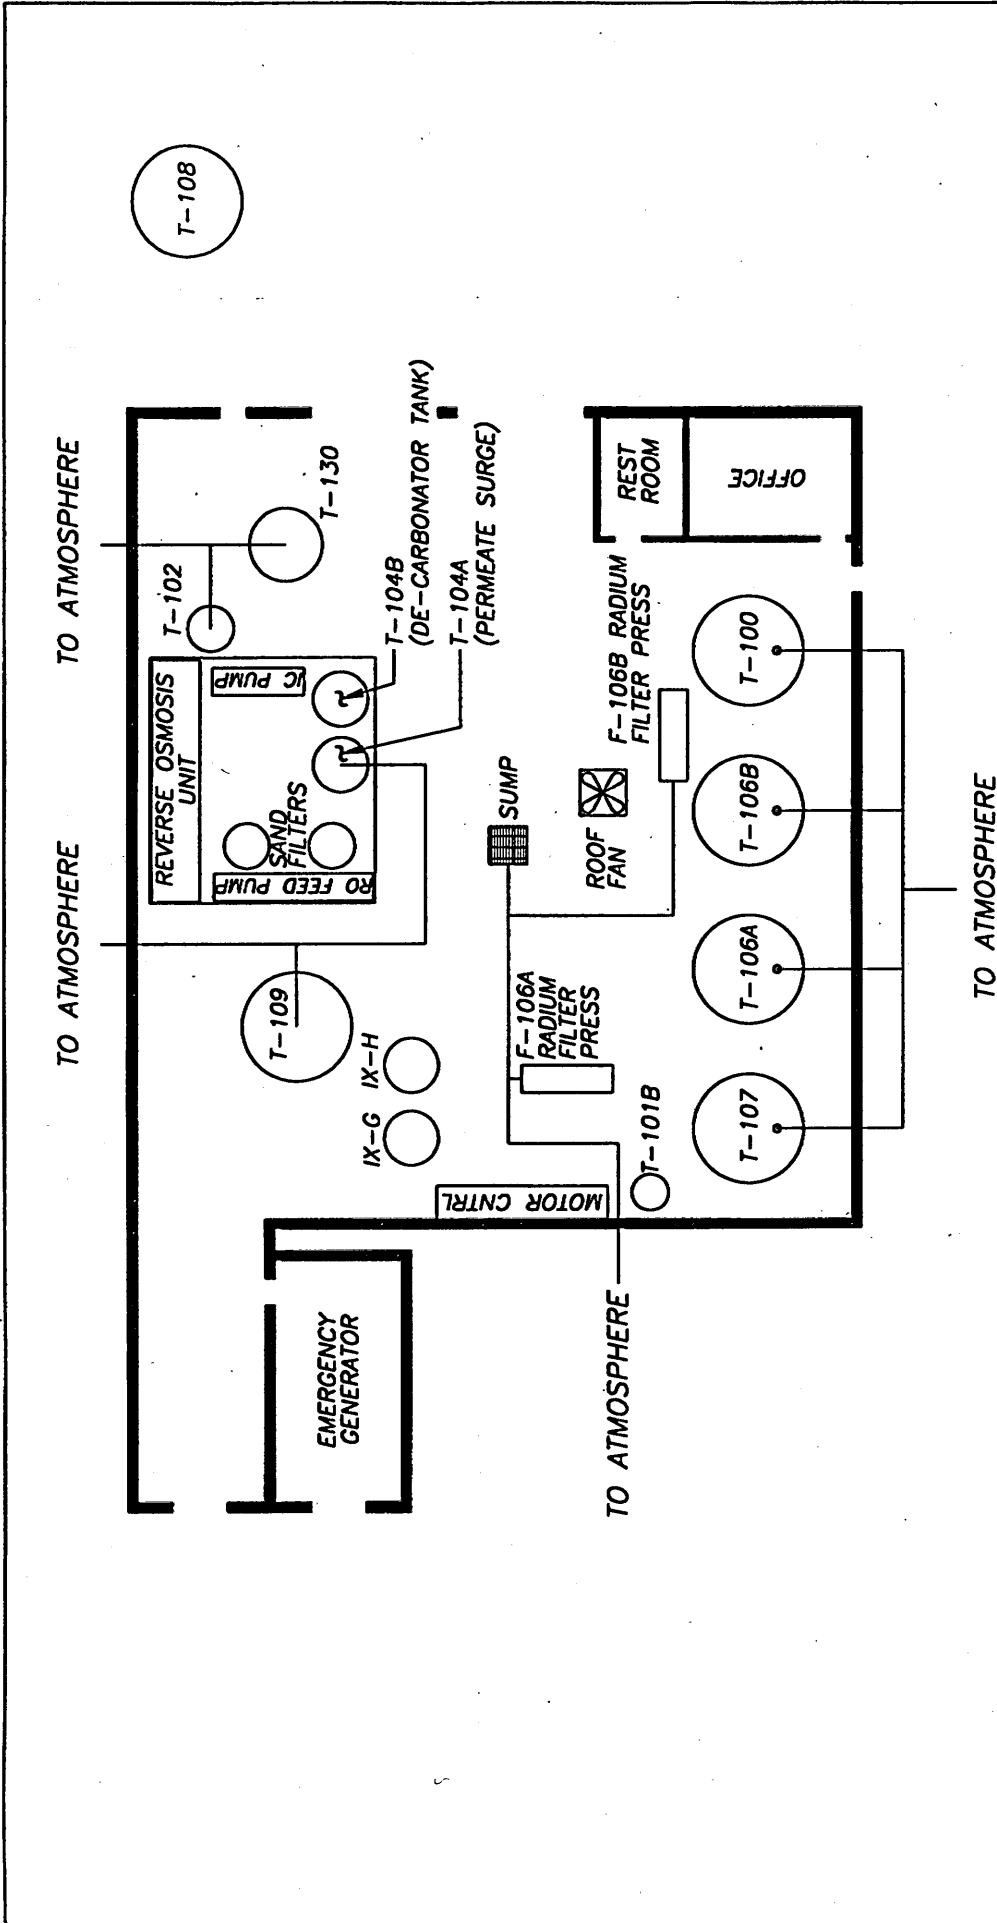 TO ATMOSPHERE
TO ATMOSPHERE
T-108
REVERSE OSMOSIS
UNIT
T-102
T-130
IC PUMP
SAND
FILTERS
RO FEED PUMP
T-109
T-104B
(DE-CARBONATOR TANK)
T-104A
(PERMEATE SURGE)
IX-G
IX-H
EMERGENCY
GENERATOR
MOTOR CNTRL
SUMP
F-106A
RADIUM
FILTER
PRESS
ROOF
FAN
F-106B RADIUM
FILTER PRESS
REST
ROOM
OFFICE
T-101B
TO ATMOSPHERE
T-107
T-106A
T-106B
T-100
TO ATMOSPHERE